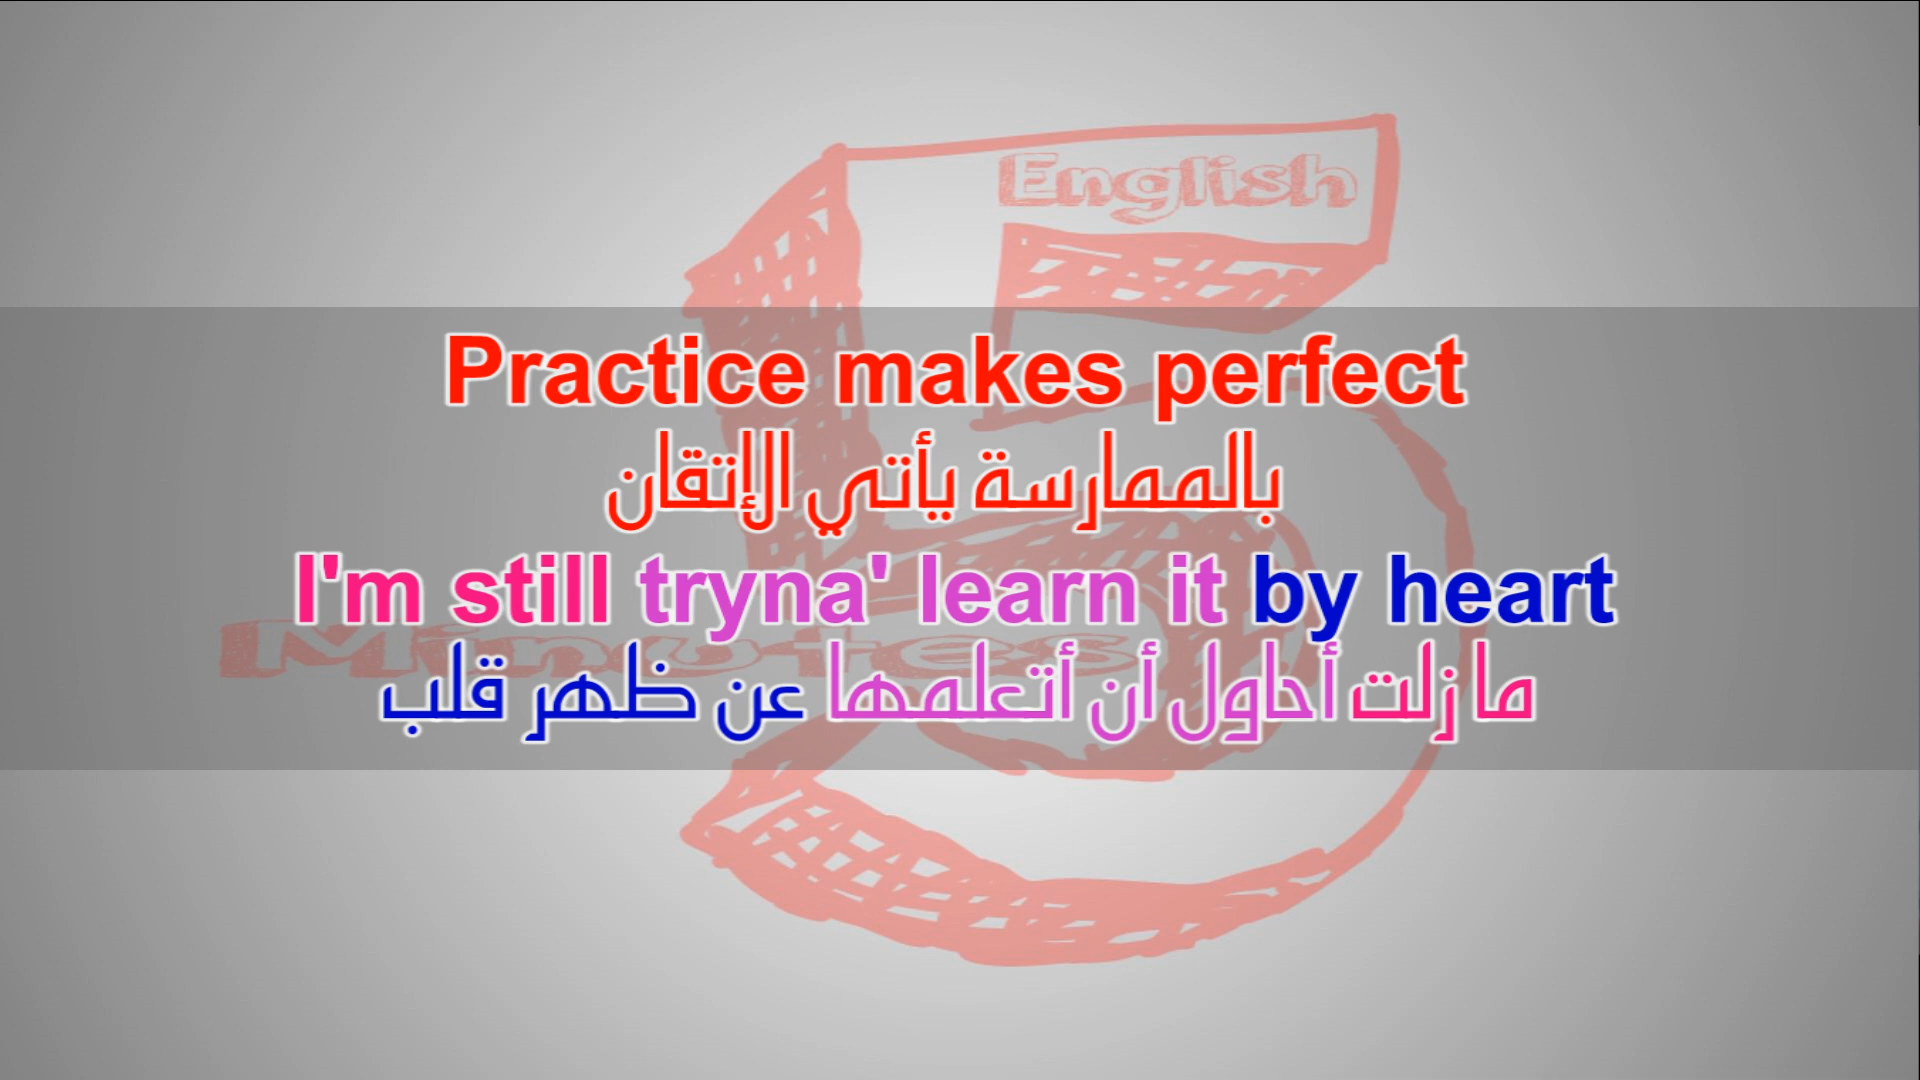 English
Practice makes perfect
بالممارسة يأتي الإتقان
I'm still tryna' learn it by heart
Minutes
ما زلت أحاول أن أتعلمها عن ظهر قلب